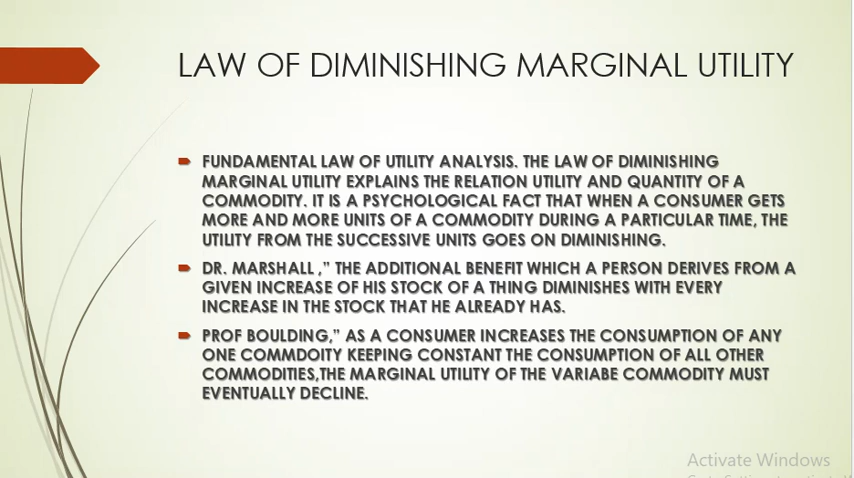 LAW OF DIMINISHING MARGINAL UTILITY
FUNDAMENTAL LAW OF UTILITY ANALYSIS. THE LAW OF DIMINISHING
MARGINAL UTILITY EXPLAINS THE RELATION UTILITY AND QUANTITY OF A
COMMODITY. IT IS A PSYCHOLOGICAL FACT THAT WHEN A CONSUMER GETS
MORE AND MORE UNITS OF A COMMODITY DURING A PARTICULAR TIME, THE
UTILITY FROM THE SUCCESSIVE UNITS GOES ON DIMINISHING.
DR. MARSHALL ,” THE ADDITIONAL BENEFIT WHICH A PERSON DERIVES FROM A
GIVEN INCREASE OF HIS STOCK OF A THING DIMINISHES WITH EVERY
INCREASE IN THE STOCK THAT HE ALREADY HAS.
PROF BOULDING,” AS A CONSUMER INCREASES THE CONSUMPTION OF ANY
ONE COMMDOITY KEEPING CONSTANT THE CONSUMPTION OF ALL OTHER
COMMODITIES,THE MARGINAL UTILITY OF THE VARIABE COMMODITY MUST
EVENTUALLY DECLINE.
Activate Windows